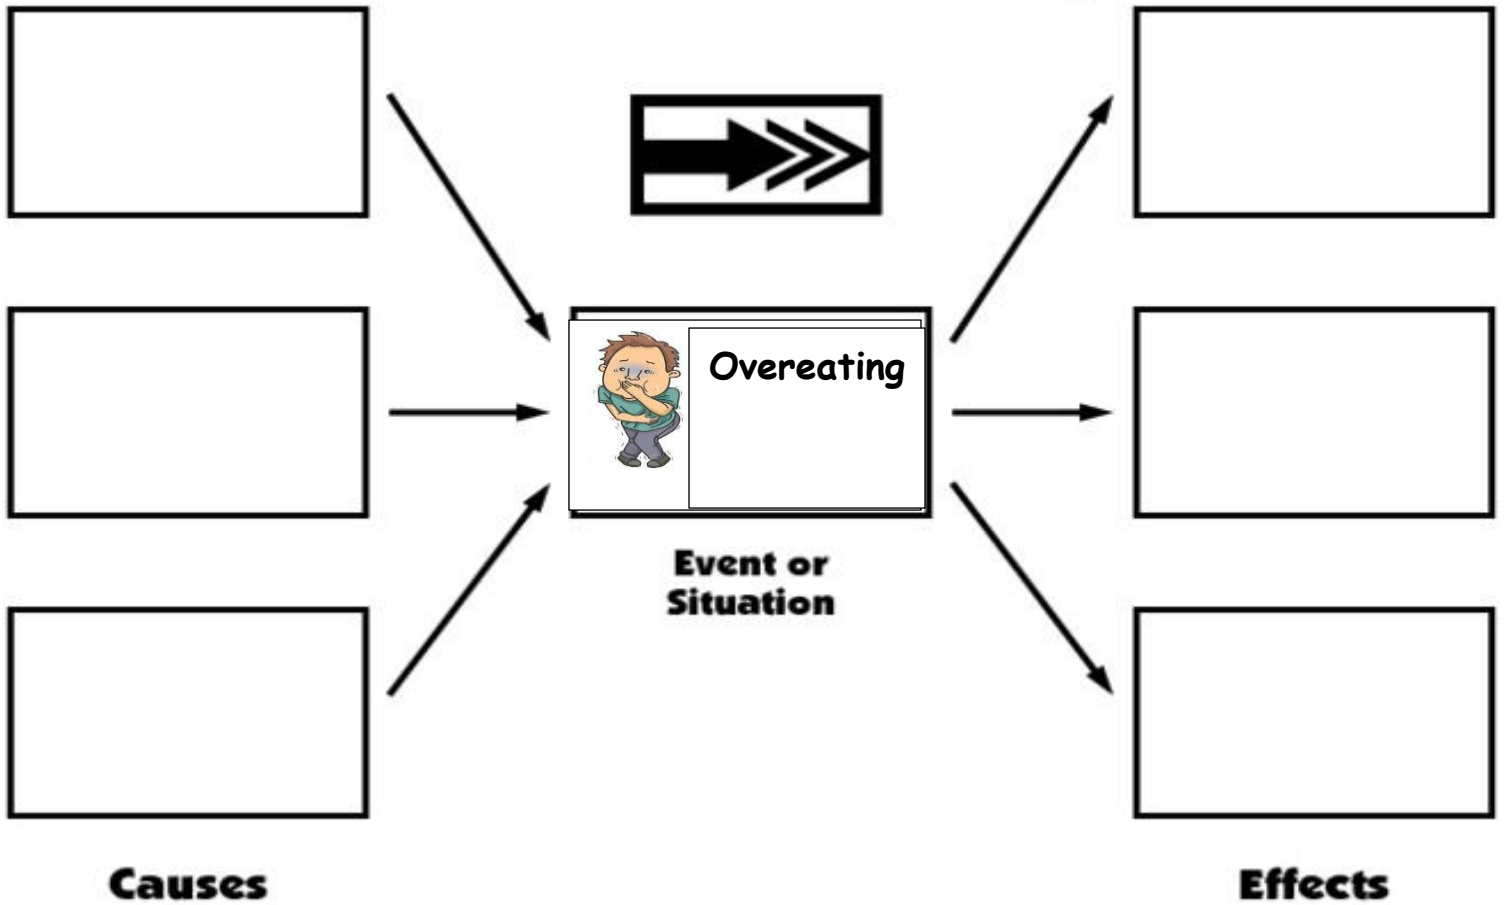 Overeating
Event or
Situation
Causes
Effects